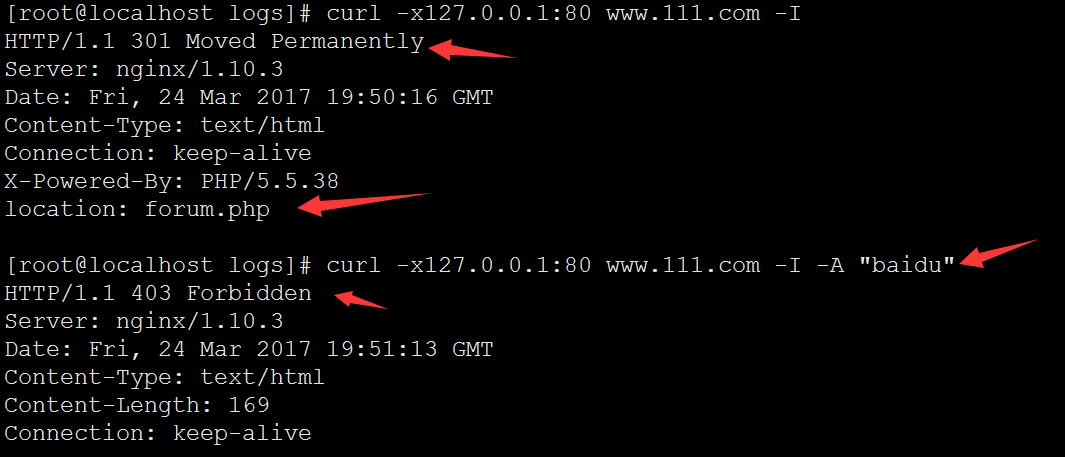 [root@localhost logs]# curl -x127.0.0.1:80 www.111.com -I
HTTP/1.1 301 Moved Permanently
Server: nginx/1.10.3
Date: Fri, 24 Mar 2017 19:50:16 GMT
Content-Type: text/html
Connection: keep-alive
X-Powered-By: PHP/5.5.38
location: forum.php
[root@localhost logs]# curl -x127.0.0.1:80 www.111.com -I -A "baidu"
HTTP/1.1 403 Forbidden
Server: nginx/1.10.3
Date: Fri, 24 Mar 2017 19:51:13 GMT
Content-Type: text/html
Content-Length: 169
Connection: keep-alive